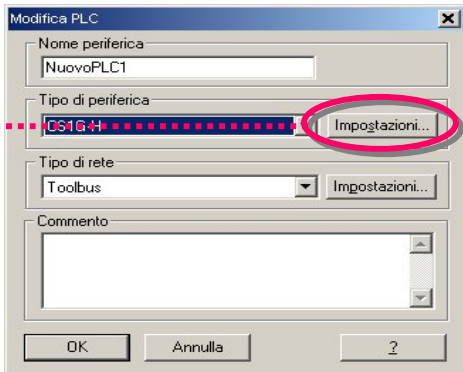 Modifica PLC
Nome periferica
NuovoPLC1
Tipo di periferica
CS1G-H
Impostazioni...
Tipo di rete
Toolbus
Impostazioni...
Commento
OK
Annulla
?